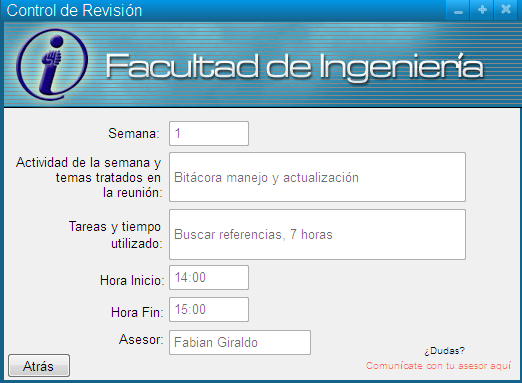 Control de Revisión
Facultad de Ingeniería
Semana: 1
Actividad de la semana y
temas tratados en
la reunión:
Bitácora manejo y actualización
Tareas y tiempo
utilizado:
Buscar referencias, 7 horas
Hora Inicio: 14:00
Hora Fin: 15:00
Asesor: Fabian Giraldo
¿Dudas?
Atrás
Comunícate con tu asesor aquí